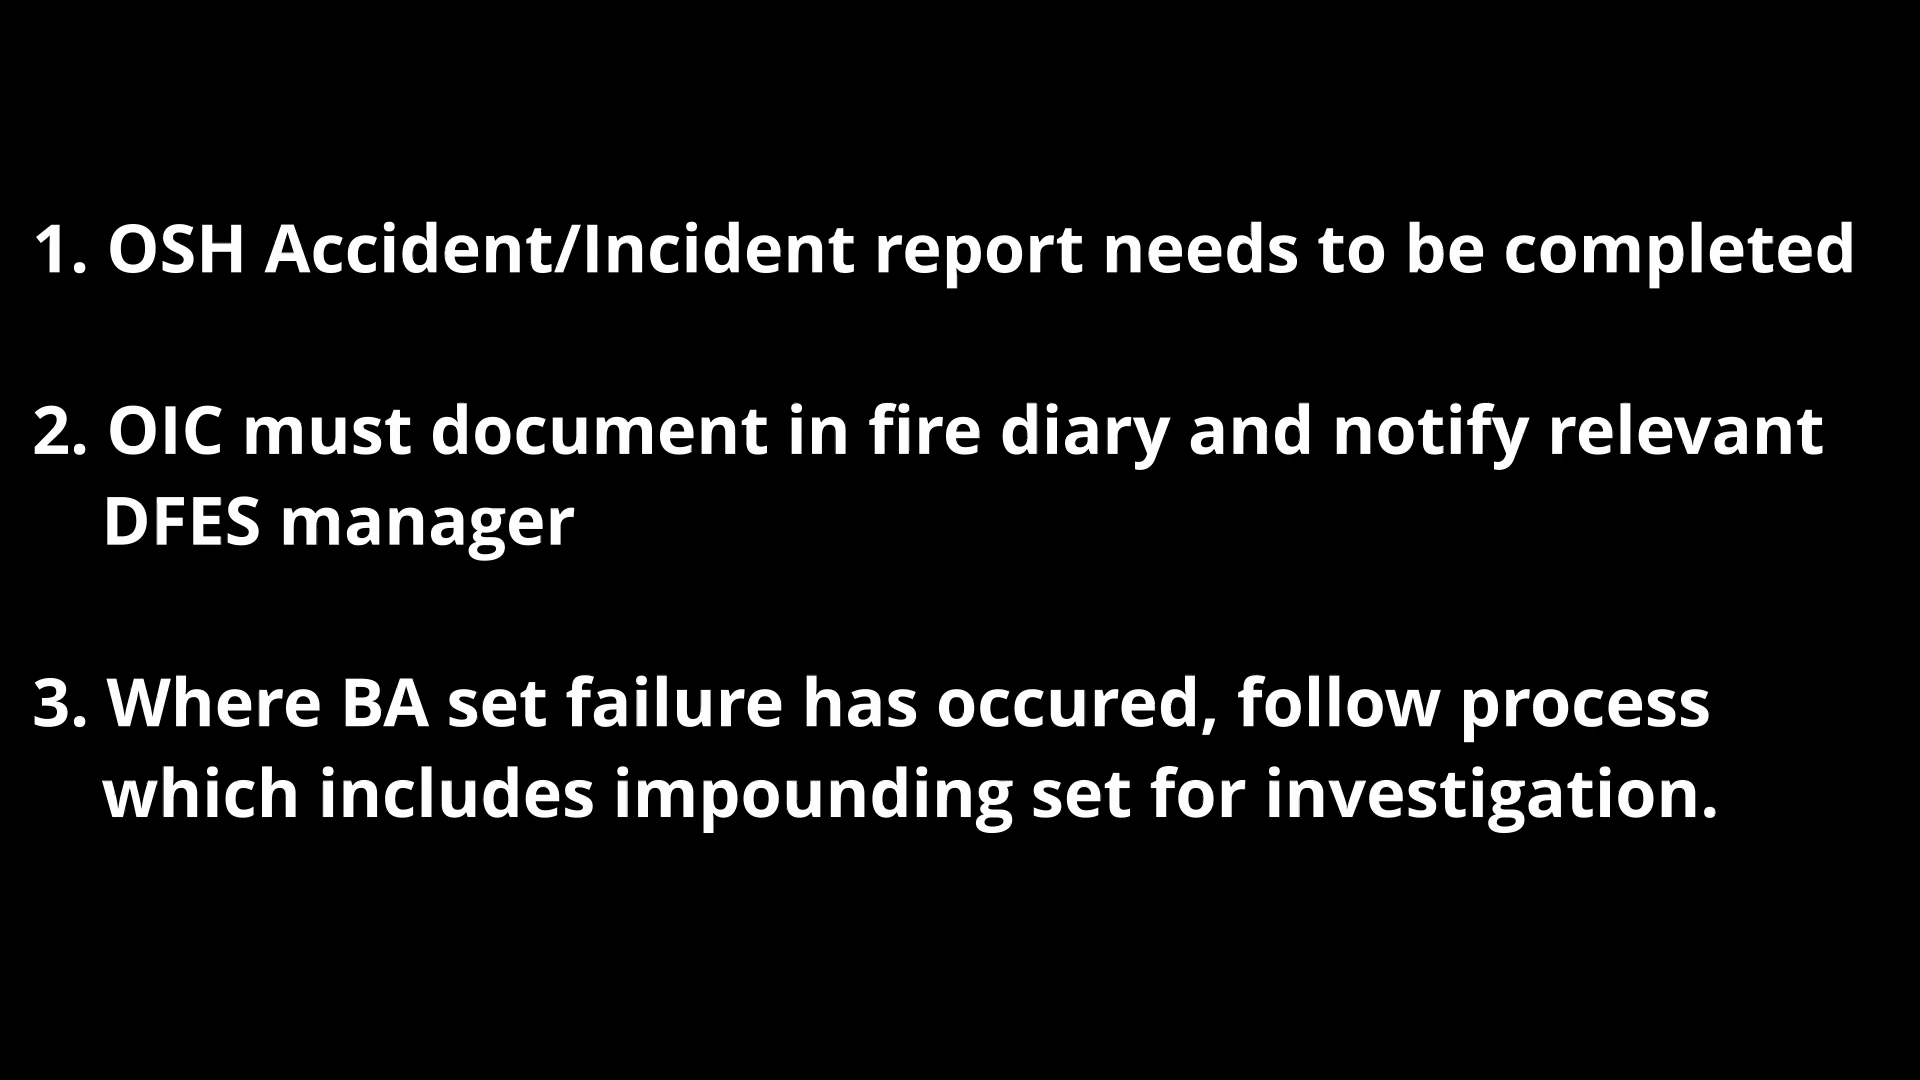 1. OSH Accident/Incident report needs to be completed
2. OIC must document in fire diary and notify relevant
DFES manager
3. Where BA set failure has occured, follow process
which includes impounding set for investigation.